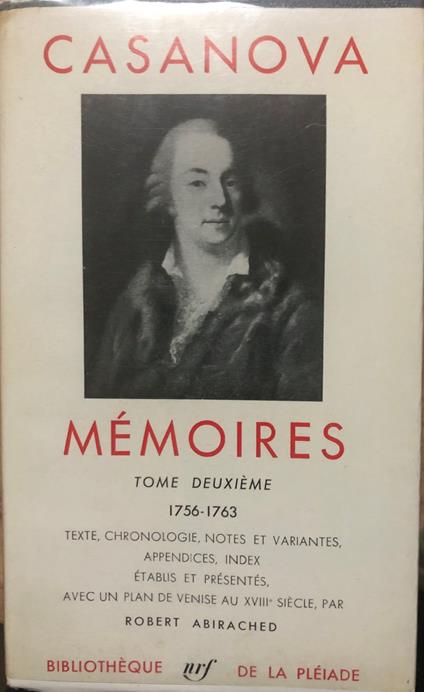 CASANOVA
MÉMOIRES
TOME DEUXIÈME
1756-1763
TEXTE, CHRONOLOGIE, NOTES ET VARIANTES,
APPENDICES, INDEX
ÉTABLIS ET PRÉSENTÉS,
AVEC UN PLAN DE VENISE AU XVIIIᵉ SIÈCLE, PAR
ROBERT ABIRACHED
BIBLIOTHÈQUE nrf DE LA PLÉIADE